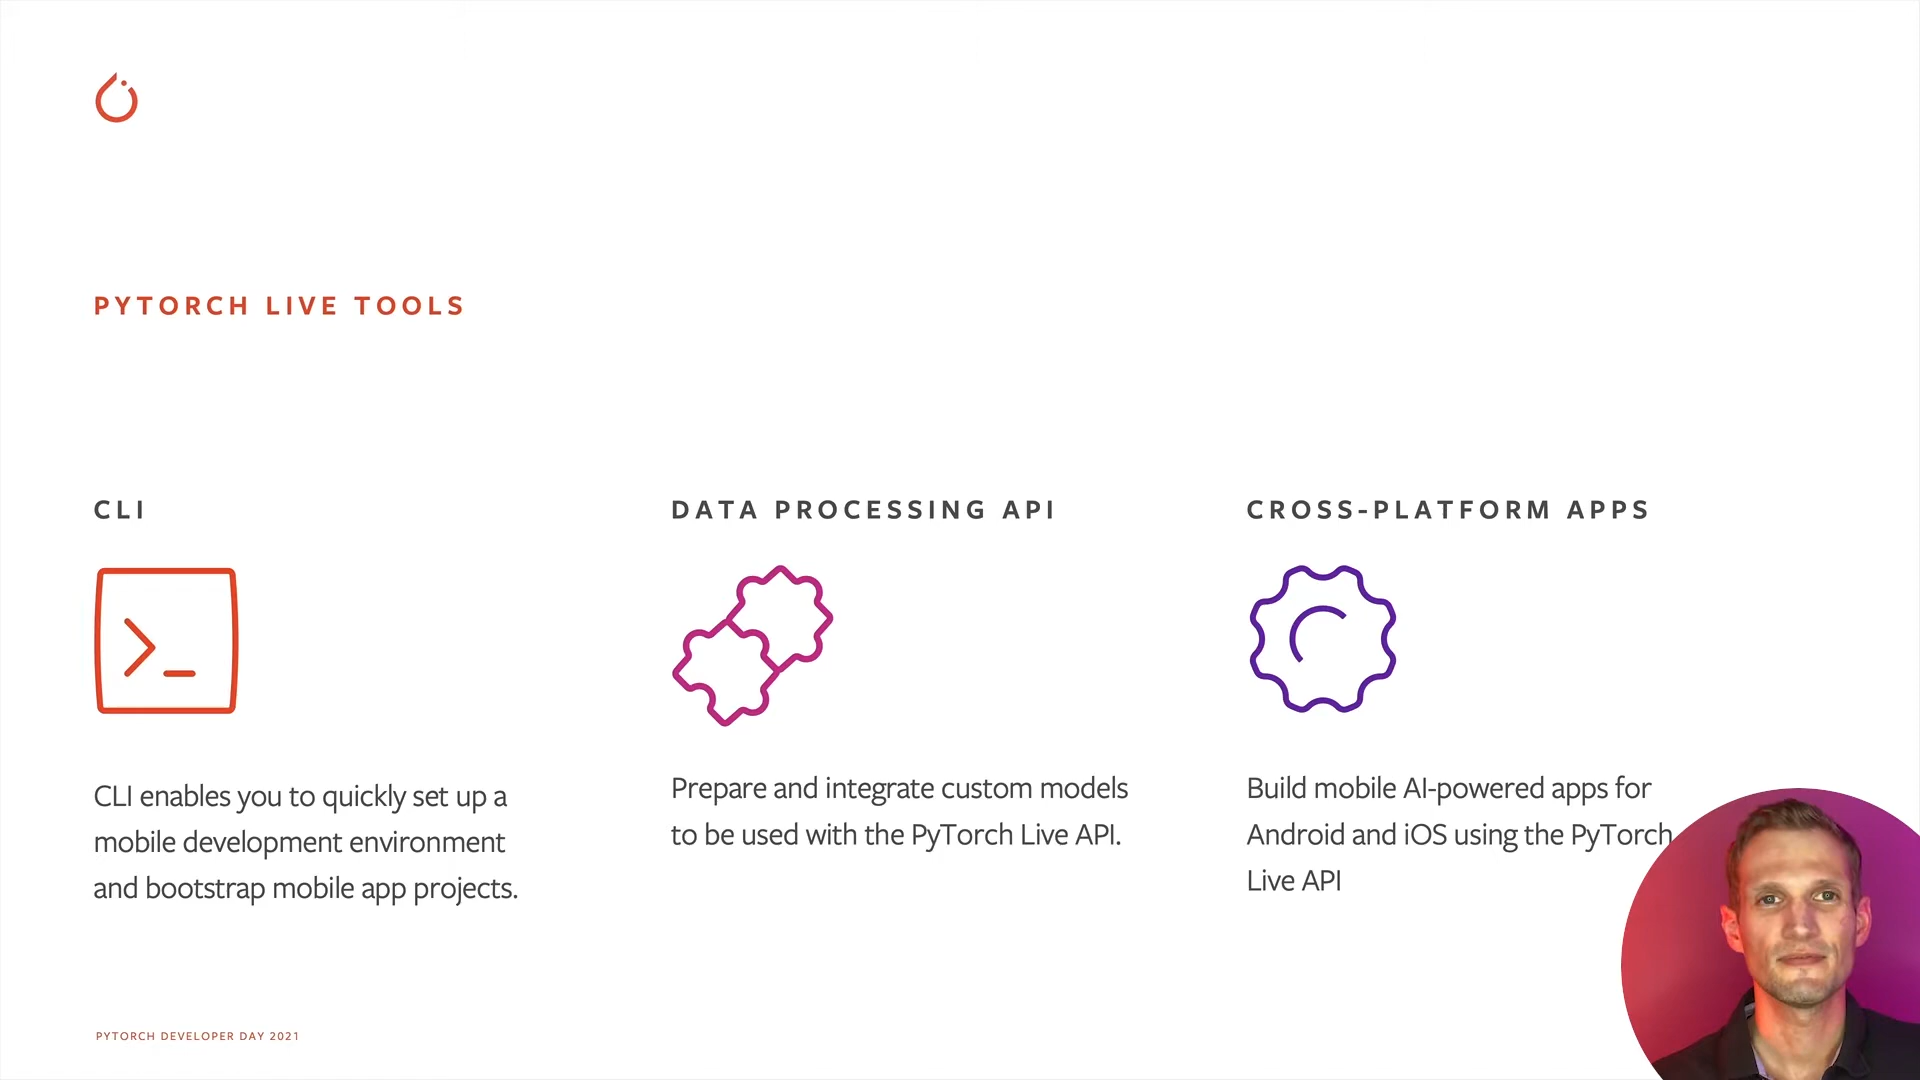 PYTORCH LIVE TOOLS
CLI
CLI enables you to quickly set up a
mobile development environment
and bootstrap mobile app projects.
DATA PROCESSING API
Prepare and integrate custom models
to be used with the PyTorch Live API.
CROSS-PLATFORM APPS
Build mobile AI-powered apps for
Android and iOS using the PyTorch
Live API
PYTORCH DEVELOPER DAY 2021